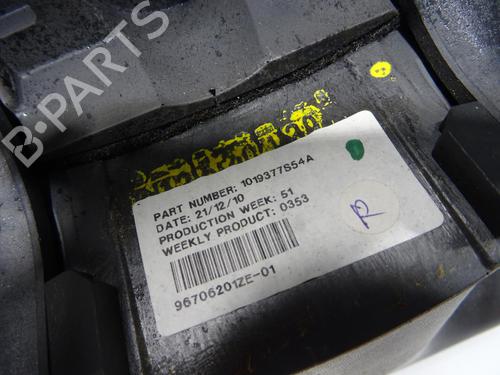 B-PARTS
PART NUMBER: 1019377S54A
DATE: 21/12/10
PRODUCTION WEEK: 51
WEEKLY PRODUCT: 0353
R
96706201ZE-01